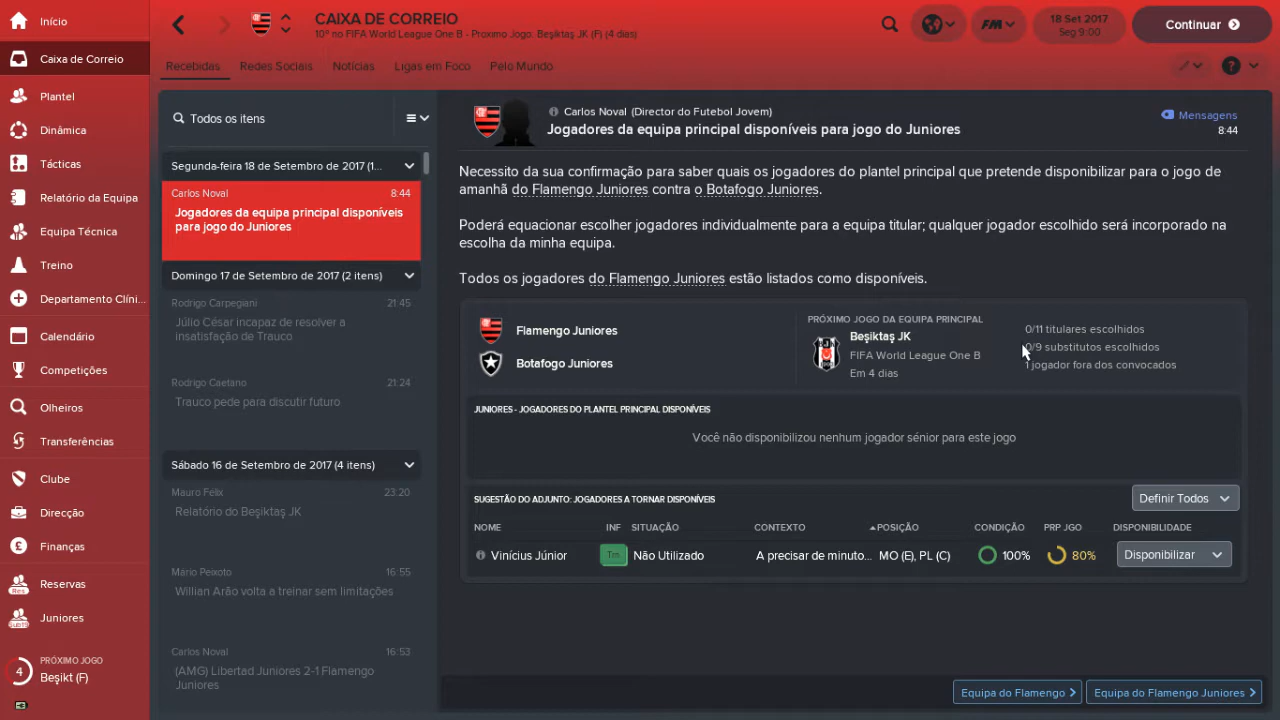 Início
Caixa de Correio
Plantel
Dinâmica
Tácticas
Relatório da Equipa
Equipa Técnica
Treino
Departamento Clíni...
Calendário
Competições
Olheiros
Transferências
Clube
Direcção
Finanças
Reservas
Juniores
4
PRÓXIMO JOGO
Beşikt (F)
CAIXA DE CORREIO
10º no FIFA World League One B - Próximo Jogo. Beşiktaş JK (F) (4 dias)
FM
18 Set 2017
Seg 9:00
Continuar
Recebidas
Redes Sociais
Notícias
Ligas em Foco
Pelo Mundo
Todos os itens
Segunda-feira 18 de Setembro de 2017 (1...
Carlos Noval 8:44
Jogadores da equipa principal disponíveis
para jogo do Juniores
Domingo 17 de Setembro de 2017 (2 itens)
Rodrigo Carpegiani 21:45
Júlio César incapaz de resolver a
insatisfação de Trauco
Rodrigo Caetano 21:24
Trauco pede para discutir futuro
Sábado 16 de Setembro de 2017 (4 itens)
Mauro Félix 23:20
Relatório do Beşiktaş JK
Mário Peixoto 16:55
Willian Arão volta a treinar sem limitações
Carlos Noval 16:53
(AMG) Libertad Juniores 2-1 Flamengo
Juniores
Carlos Noval (Director do Futebol Jovem)
Jogadores da equipa principal disponíveis para jogo do Juniores
Mensagens
8:44
Necessito da sua confirmação para saber quais os jogadores do plantel principal que pretende disponibilizar para o jogo de
amanhã do Flamengo Juniores contra o Botafogo Juniores.
Poderá equacionar escolher jogadores individualmente para a equipa titular; qualquer jogador escolhido será incorporado na
escolha da minha equipa.
Todos os jogadores do Flamengo Juniores estão listados como disponíveis.
Flamengo Juniores
Botafogo Juniores
PRÓXIMO JOGO DA EQUIPA PRINCIPAL
Beşiktaş JK
FIFA World League One B
Em 4 dias
0/11 titulares escolhidos
0/9 substitutos escolhidos
1 jogador fora dos convocados
JUNIORES - JOGADORES DO PLANTEL PRINCIPAL DISPONÍVEIS
Você não disponibilizou nenhum jogador sénior para este jogo
SUGESTÃO DO ADJUNTO: JOGADORES A TORNAR DISPONÍVEIS
Definir Todos
NOME INF SITUAÇÃO CONTEXTO POSIÇÃO CONDIÇÃO PRP JGO DISPONIBILIDADE
Vinícius Júnior Trn Não Utilizado A precisar de minuto... MO (E), PL (C) 100% 80% Disponibilizar
Equipa do Flamengo
Equipa do Flamengo Juniores